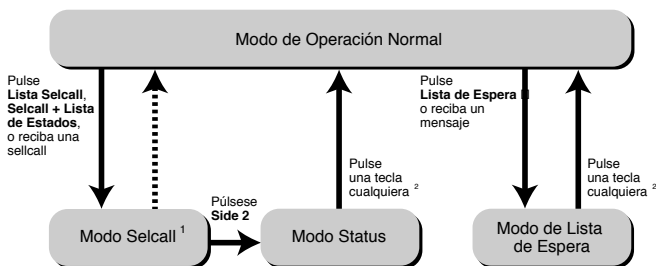 Modo de Operación Normal
Pulse
Lista Selcall,
Selcall + Lista
de Estados,
o reciba una
sellcall
Pulse
Lista de Espera
o reciba un
mensaje
Pulse
una tecla
cualquiera 2
Pulse
una tecla
cualquiera 2
Púlsese
Side 2
Modo Selcall 1
Modo Status
Modo de Lista
de Espera